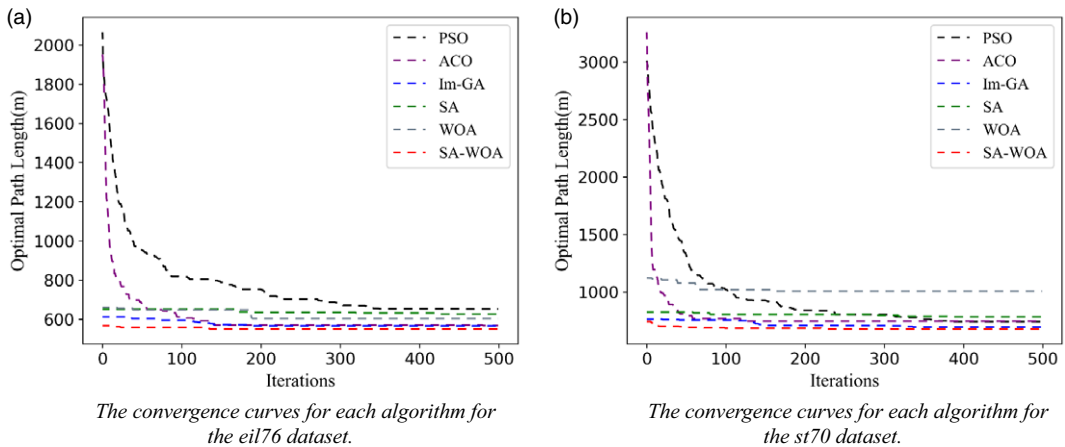 (a)
Optimal Path Length(m)
2000
1800
1600
1400
1200
1000
800
600
0
100
200
300
400
500
Iterations
PSO
ACO
Im-GA
SA
WOA
SA-WOA
The convergence curves for each algorithm for
the eil76 dataset.
(b)
Optimal Path Length(m)
3000
2500
2000
1500
1000
0
100
200
300
400
500
Iterations
PSO
ACO
Im-GA
SA
WOA
SA-WOA
The convergence curves for each algorithm for
the st70 dataset.